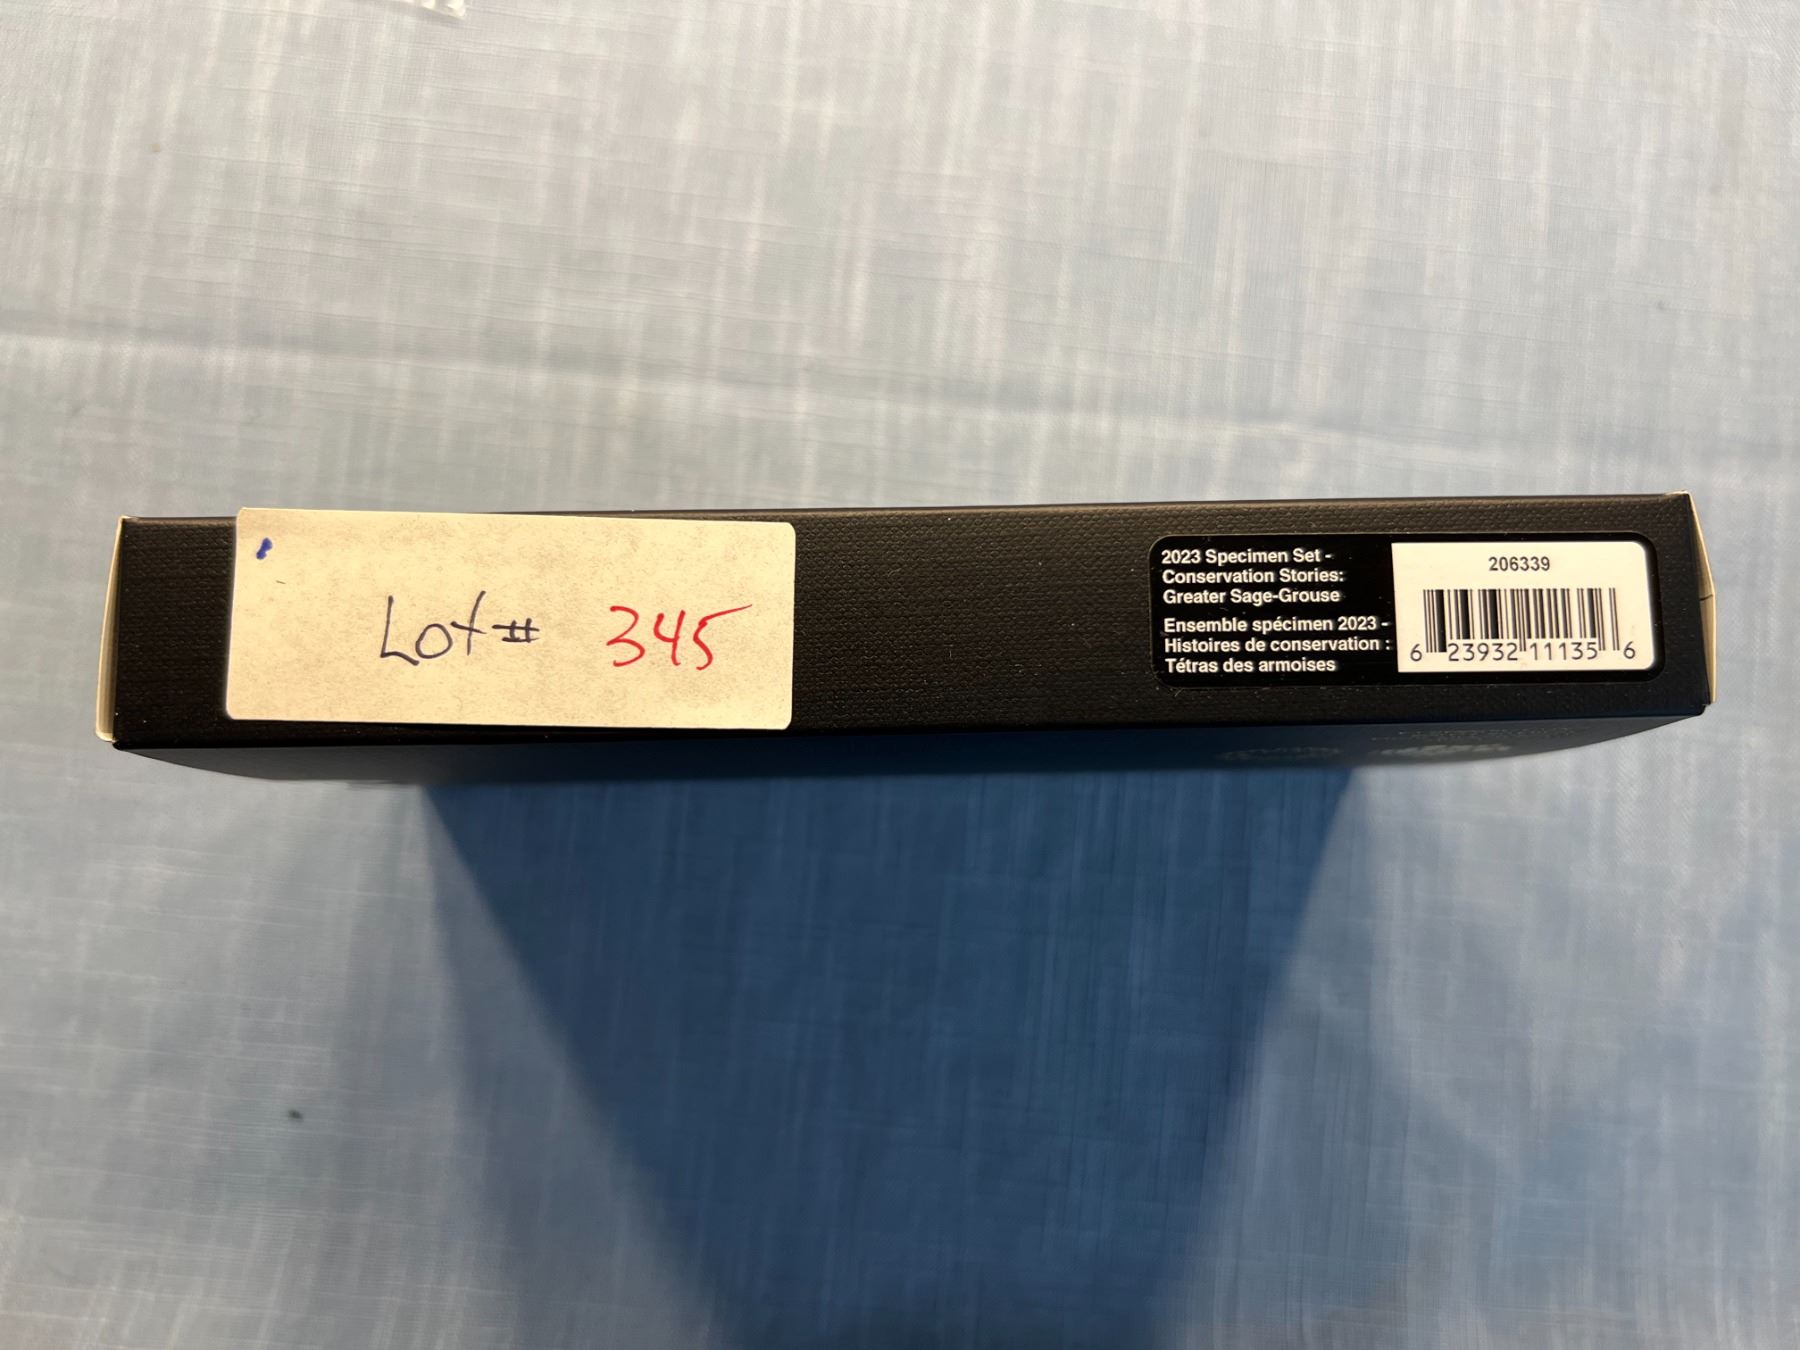 Lot # 345
2023 Specimen Set -
Conservation Stories:
Greater Sage-Grouse
Ensemble spécimen 2023 -
Histoires de conservation :
Tétras des armoises
206339
6 23932 11135 6